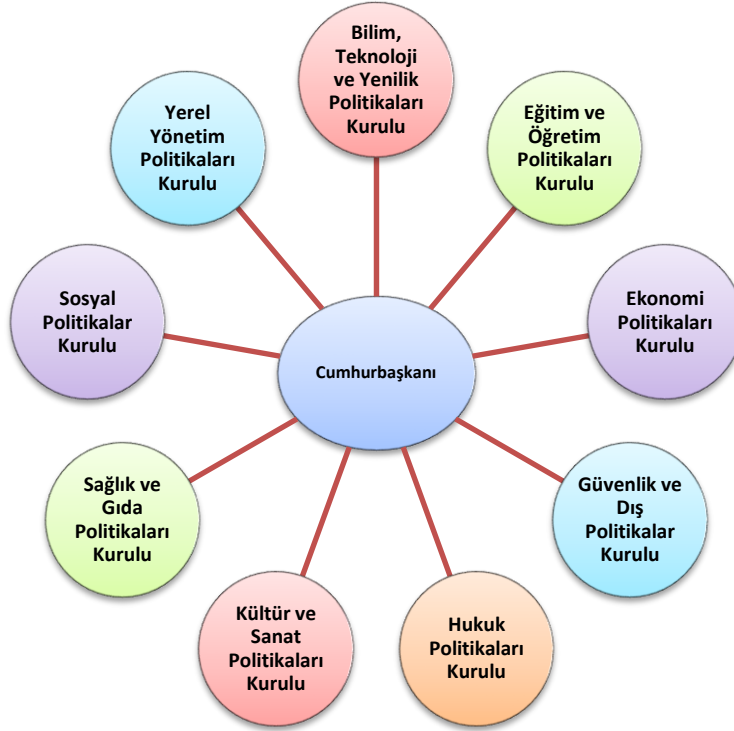 Bilim,
Teknoloji
ve Yenilik
Politikaları
Kurulu
Eğitim ve
Öğretim
Politikaları
Kurulu
Ekonomi
Politikaları
Kurulu
Güvenlik ve
Dış
Politikalar
Kurulu
Hukuk
Politikaları
Kurulu
Kültür ve
Sanat
Politikaları
Kurulu
Sağlık ve
Gıda
Politikaları
Kurulu
Sosyal
Politikalar
Kurulu
Yerel
Yönetim
Politikaları
Kurulu
Cumhurbaşkanı